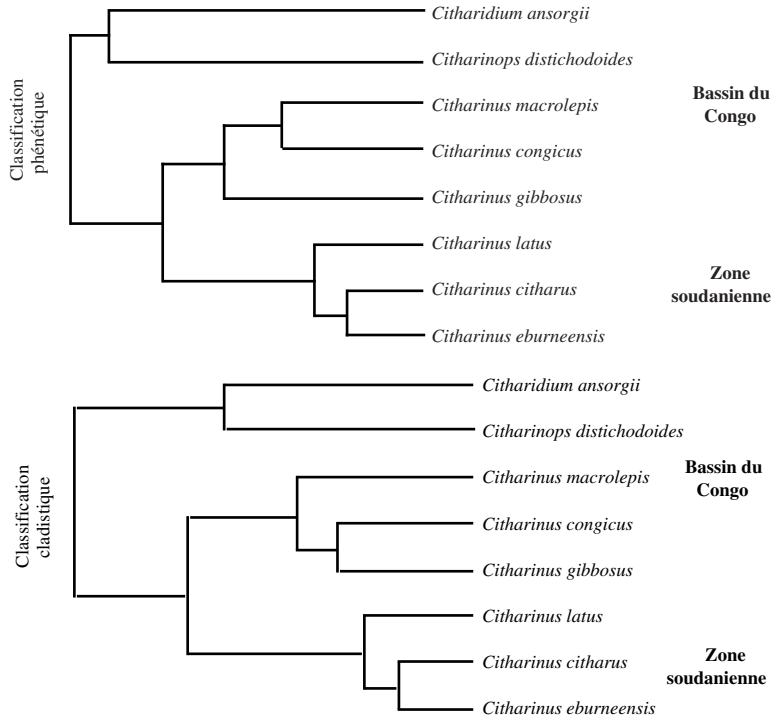 Citharidium ansorgii
Citharinops distichodoides
Citharinus macrolepis
Citharinus congicus
Citharinus gibbosus
Citharinus latus
Citharinus citharus
Citharinus eburneensis
Bassin du
Congo
Zone
soudanienne
Classification
phénétique
Citharidium ansorgii
Citharinops distichodoides
Citharinus macrolepis
Citharinus congicus
Citharinus gibbosus
Citharinus latus
Citharinus citharus
Citharinus eburneensis
Bassin du
Congo
Zone
soudanienne
Classification
cladistique